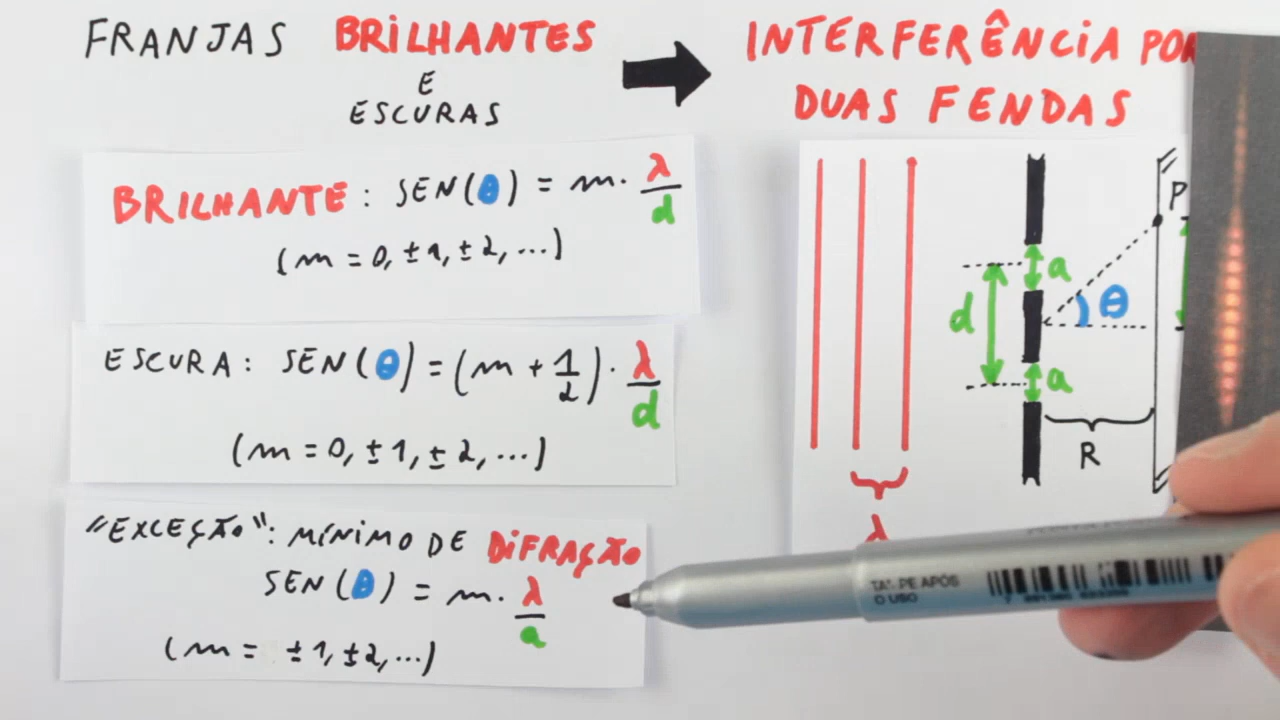 FRANJAS BRILHANTES
E
ESCURAS
BRILHANTE: SEN(θ) = m. λ/d
(m = 0, ±1, ±2, ...)
ESCURA: SEN(θ) = (m + 1/2) . λ/d
(m = 0, ±1, ±2, ...)
"EXCEÇÃO": MÍNIMO DE DIFRAÇÃO
SEN(θ) = m. λ/a
(m = ±1, ±2, ...)
INTERFERÊNCIA POR
DUAS FENDAS
P
a
d
θ
a
R
λ
O USO